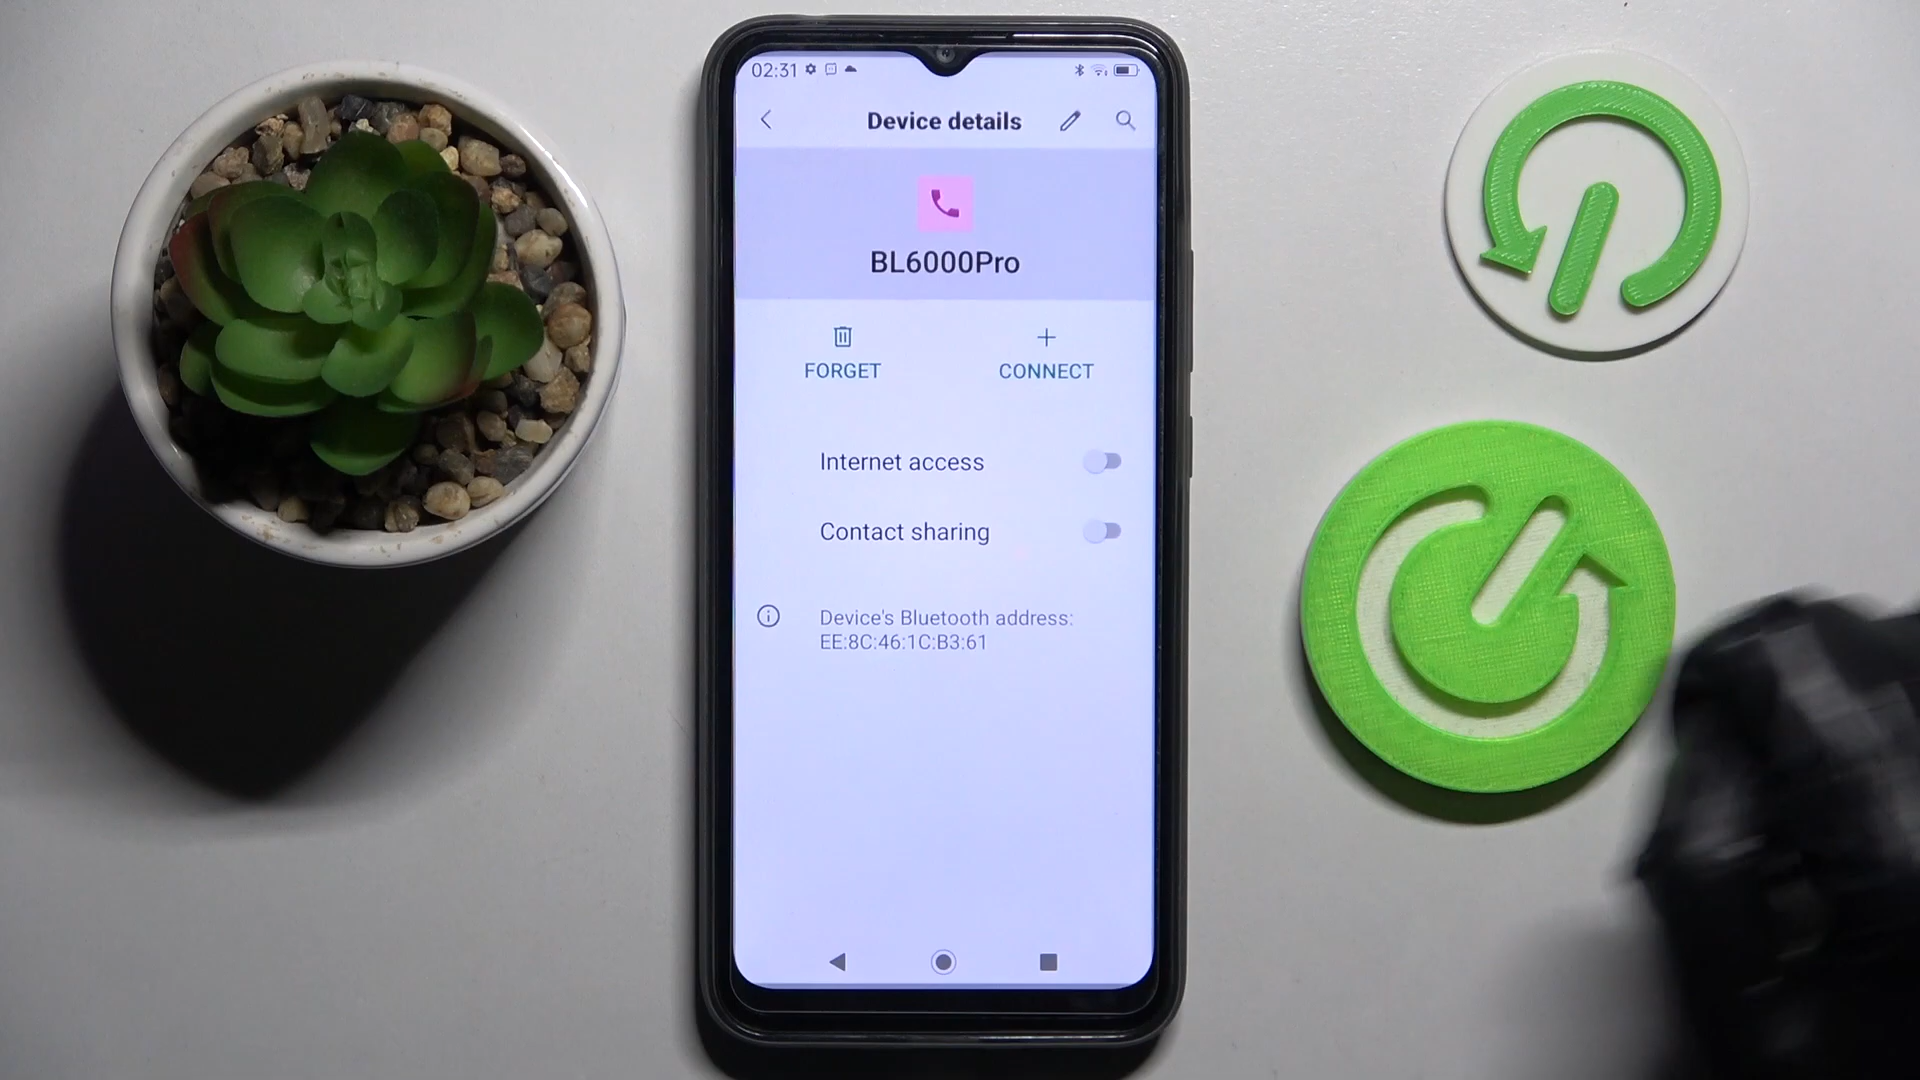 02:31
Device details
BL6000Pro
FORGET
CONNECT
Internet access
Contact sharing
Device's Bluetooth address:
EE:8C:46:1C:B3:61